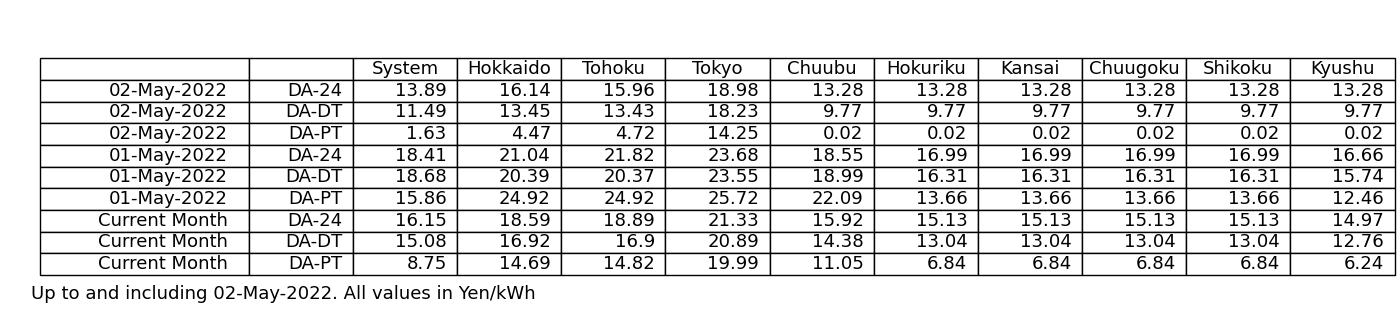 System Hokkaido Tohoku Tokyo Chuubu Hokuriku Kansai Chuugoku Shikoku Kyushu
02-May-2022 DA-24 13.89 16.14 15.96 18.98 13.28 13.28 13.28 13.28 13.28 13.28
02-May-2022 DA-DT 11.49 13.45 13.43 18.23 9.77 9.77 9.77 9.77 9.77 9.77
02-May-2022 DA-PT 1.63 4.47 4.72 14.25 0.02 0.02 0.02 0.02 0.02 0.02
01-May-2022 DA-24 18.41 21.04 21.82 23.68 18.55 16.99 16.99 16.99 16.99 16.66
01-May-2022 DA-DT 18.68 20.39 20.37 23.55 18.99 16.31 16.31 16.31 16.31 15.74
01-May-2022 DA-PT 15.86 24.92 24.92 25.72 22.09 13.66 13.66 13.66 13.66 12.46
Current Month DA-24 16.15 18.59 18.89 21.33 15.92 15.13 15.13 15.13 15.13 14.97
Current Month DA-DT 15.08 16.92 16.9 20.89 14.38 13.04 13.04 13.04 13.04 12.76
Current Month DA-PT 8.75 14.69 14.82 19.99 11.05 6.84 6.84 6.84 6.84 6.24
Up to and including 02-May-2022. All values in Yen/kWh